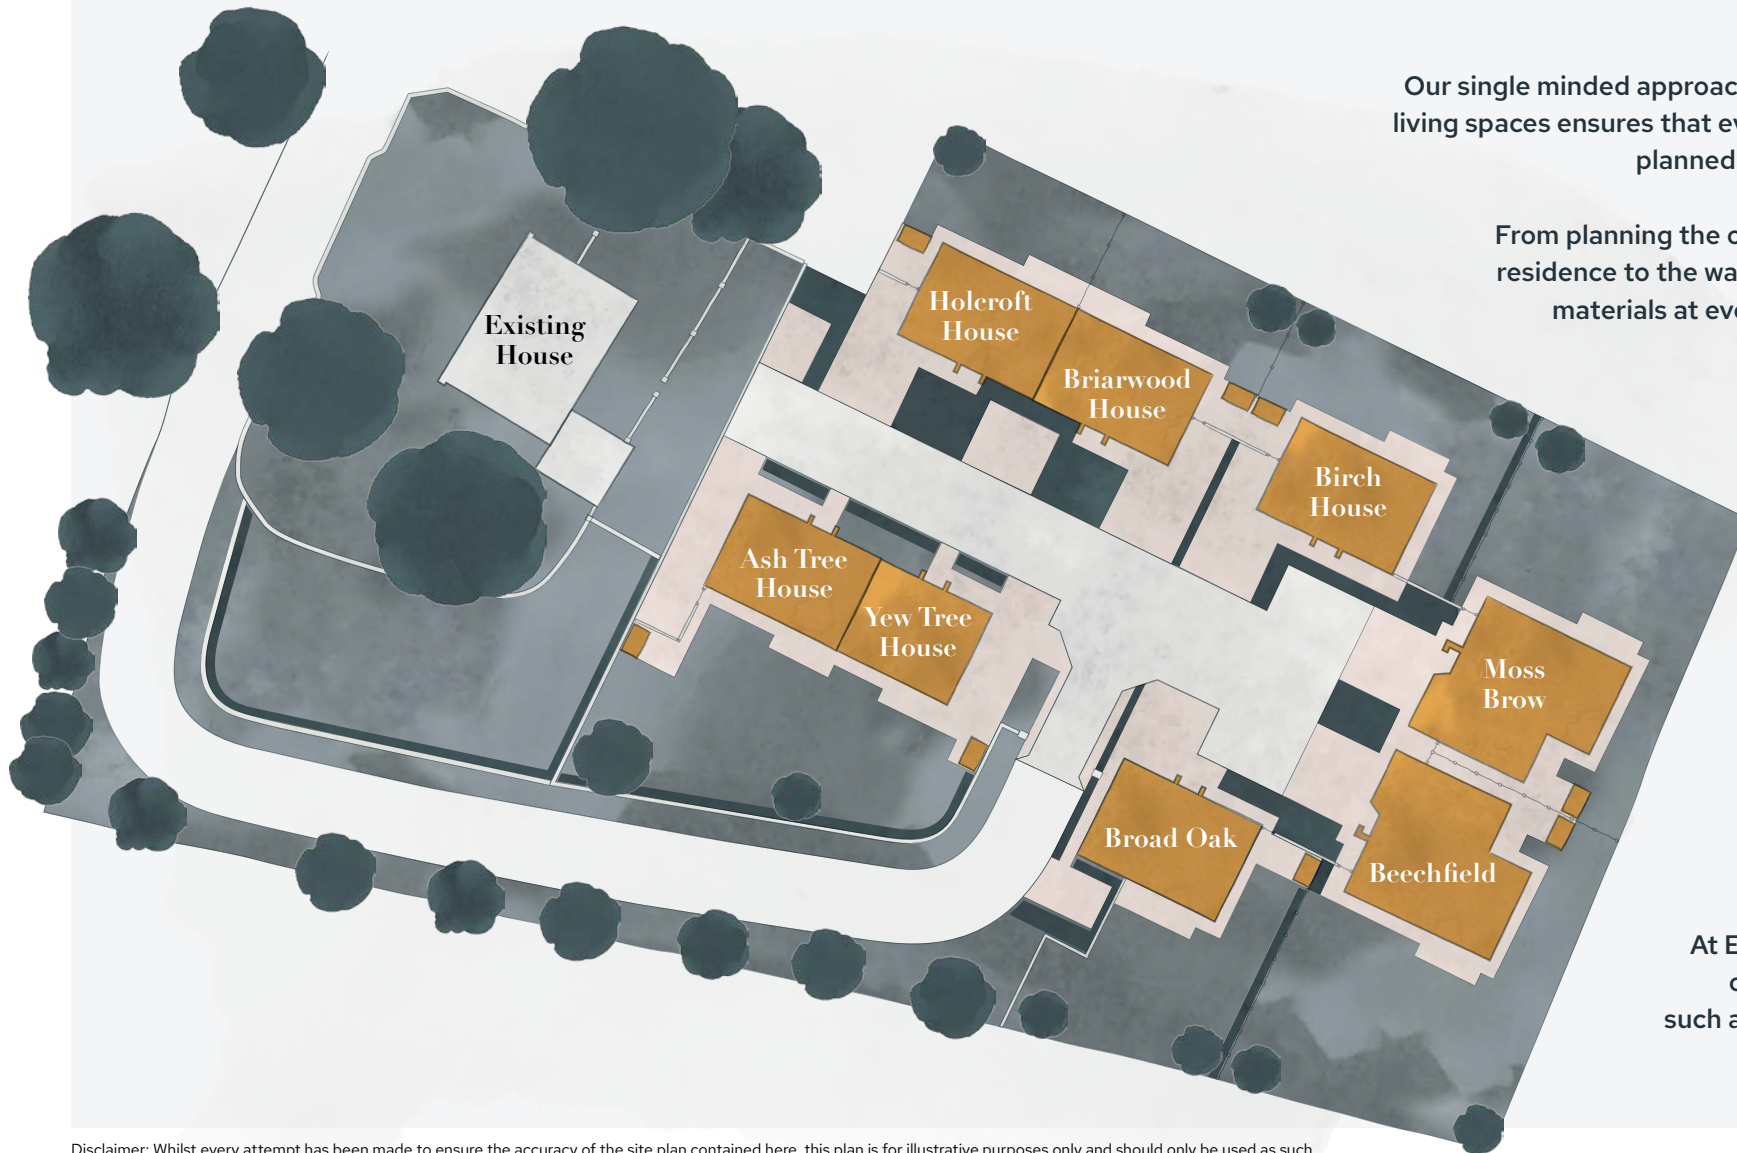 Our single minded approac
living spaces ensures that ev
planned
From planning the o
residence to the wa
materials at eve
Existing
House
Holcroft
House
Briarwood
House
Birch
House
Ash Tree
House
Yew Tree
House
Moss
Brow
Broad Oak
Beechfield
At E
o
such a
Disclaimer: Whilst every attempt has been made to ensure the accuracy of the site plan contained here, this plan is for illustrative purposes only and should only be used as such